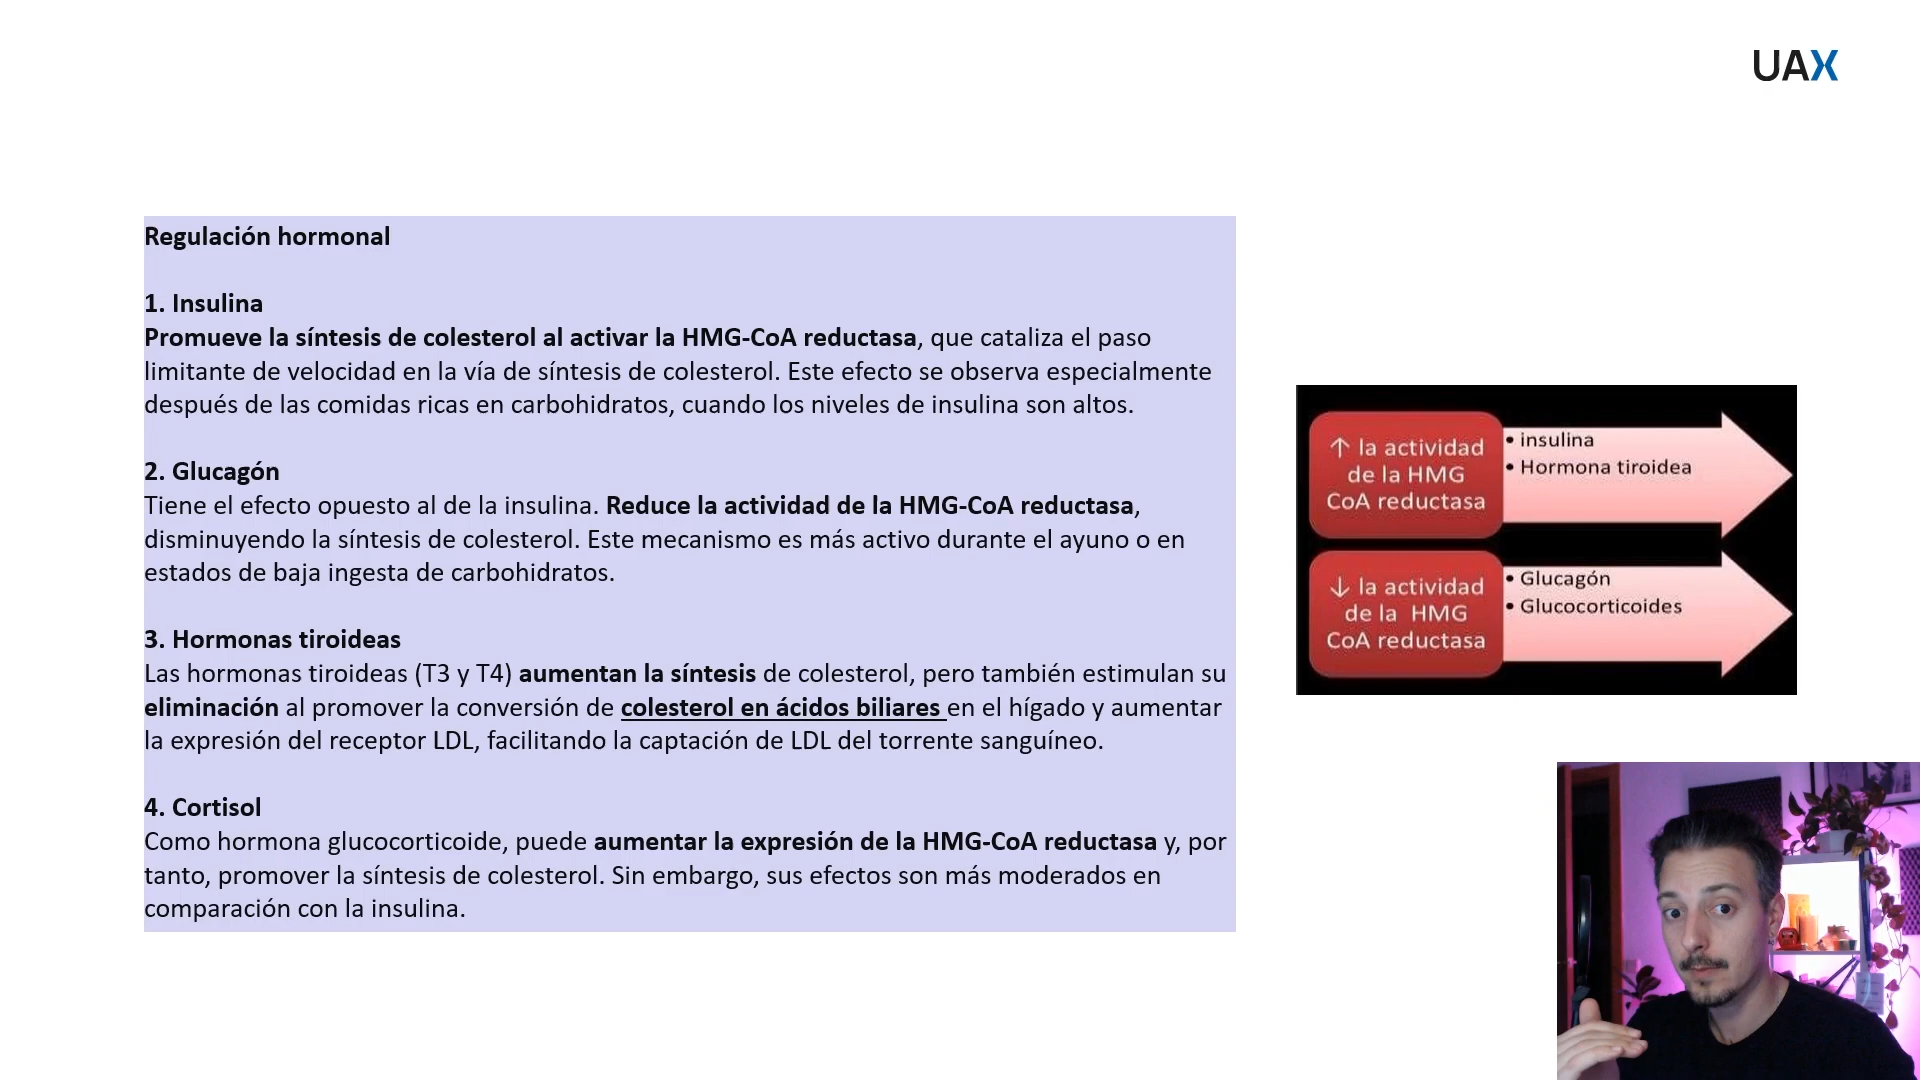 UAX
Regulación hormonal
1. Insulina
Promueve la síntesis de colesterol al activar la HMG-CoA reductasa, que cataliza el paso
limitante de velocidad en la vía de síntesis de colesterol. Este efecto se observa especialmente
después de las comidas ricas en carbohidratos, cuando los niveles de insulina son altos.
2. Glucagón
Tiene el efecto opuesto al de la insulina. Reduce la actividad de la HMG-CoA reductasa,
disminuyendo la síntesis de colesterol. Este mecanismo es más activo durante el ayuno o en
estados de baja ingesta de carbohidratos.
3. Hormonas tiroideas
Las hormonas tiroideas (T3 y T4) aumentan la síntesis de colesterol, pero también estimulan su
eliminación al promover la conversión de colesterol en ácidos biliares en el hígado y aumentar
la expresión del receptor LDL, facilitando la captación de LDL del torrente sanguíneo.
4. Cortisol
Como hormona glucocorticoide, puede aumentar la expresión de la HMG-CoA reductasa y, por
tanto, promover la síntesis de colesterol. Sin embargo, sus efectos son más moderados en
comparación con la insulina.
↑ la actividad
de la HMG
CoA reductasa
• insulina
• Hormona tiroidea
↓ la actividad
de la HMG
CoA reductasa
• Glucagón
• Glucocorticoides